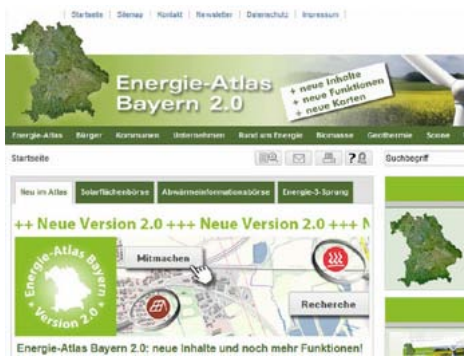 Startseite | Sitemap | Kontakt | Newsletter | Datenschutz | Impressum |
Energie-Atlas
Bayern 2.0
+ neue Inhalte
+ neue Funktionen
+ neue Karten
Energie-Atlas Bürger Kommunen Unternehmen Rund um Energie Biomasse Geothermie Sonne
Startseite
Suchbegriff
Neu im Atlas Solarflächenbörse Abwärmeinformationsbörse Energie-3-Sprung
++ Neue Version 2.0 +++ Neue Version 2.0 +++ N
Energie-Atlas Bayern
Version 2.0
Mitmachen
Recherche
Energie-Atlas Bayern 2.0: neue Inhalte und noch mehr Funktionen!